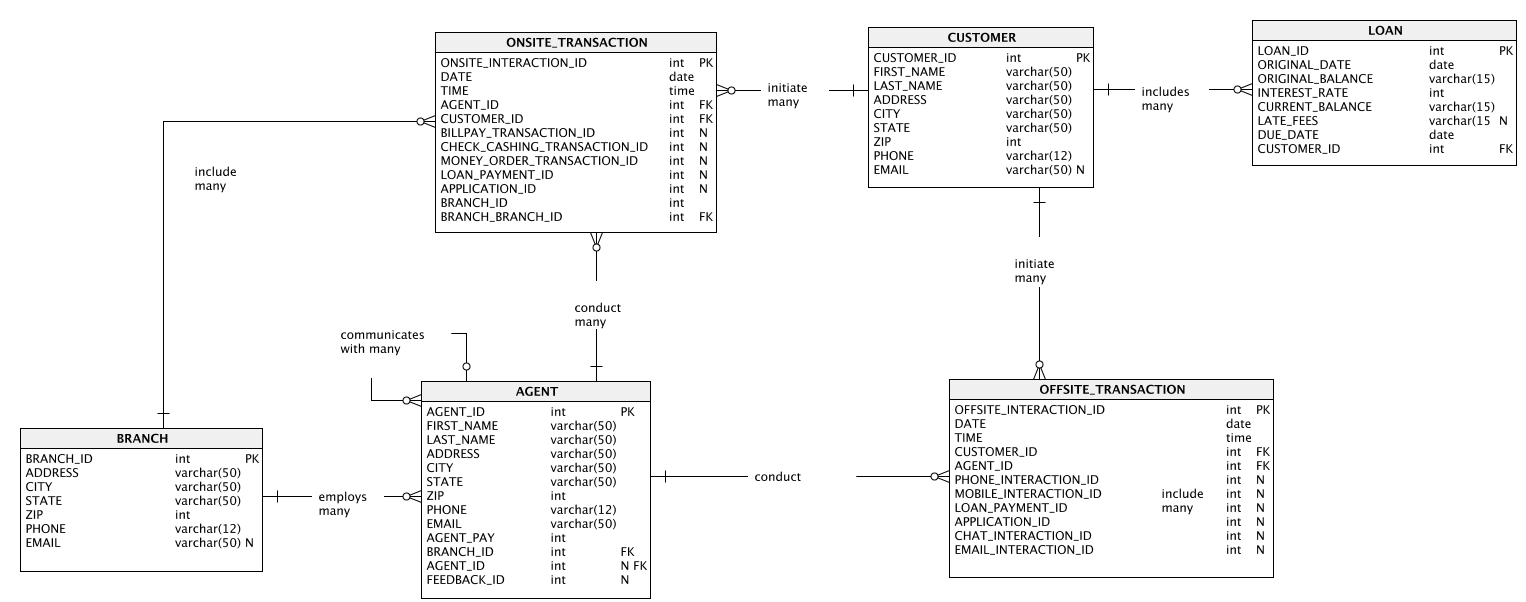 ONSITE_TRANSACTION
ONSITE_INTERACTION_ID int PK
DATE date
TIME time
AGENT_ID int FK
CUSTOMER_ID int FK
BILLPAY_TRANSACTION_ID int N
CHECK_CASHING_TRANSACTION_ID int N
MONEY_ORDER_TRANSACTION_ID int N
LOAN_PAYMENT_ID int N
APPLICATION_ID int N
BRANCH_ID int
BRANCH_BRANCH_ID int FK
initiate
many
CUSTOMER
CUSTOMER_ID int PK
FIRST_NAME varchar(50)
LAST_NAME varchar(50)
ADDRESS varchar(50)
CITY varchar(50)
STATE varchar(50)
ZIP int
PHONE varchar(12)
EMAIL varchar(50) N
includes
many
LOAN
LOAN_ID int PK
ORIGINAL_DATE date
ORIGINAL_BALANCE varchar(15)
INTEREST_RATE int
CURRENT_BALANCE varchar(15)
LATE_FEES varchar(15 N
DUE_DATE date
CUSTOMER_ID int FK
include
many
initiate
many
conduct
many
communicates
with many
BRANCH
BRANCH_ID int PK
ADDRESS varchar(50)
CITY varchar(50)
STATE varchar(50)
ZIP int
PHONE varchar(12)
EMAIL varchar(50) N
employs
many
AGENT
AGENT_ID int PK
FIRST_NAME varchar(50)
LAST_NAME varchar(50)
ADDRESS varchar(50)
CITY varchar(50)
STATE varchar(50)
ZIP int
PHONE varchar(12)
EMAIL varchar(50)
AGENT_PAY int
BRANCH_ID int FK
AGENT_ID int N FK
FEEDBACK_ID int N
conduct
OFFSITE_TRANSACTION
OFFSITE_INTERACTION_ID int PK
DATE date
TIME time
CUSTOMER_ID int FK
AGENT_ID int FK
PHONE_INTERACTION_ID int N
MOBILE_INTERACTION_ID int N
LOAN_PAYMENT_ID int N
APPLICATION_ID int N
CHAT_INTERACTION_ID int N
EMAIL_INTERACTION_ID int N
include
many